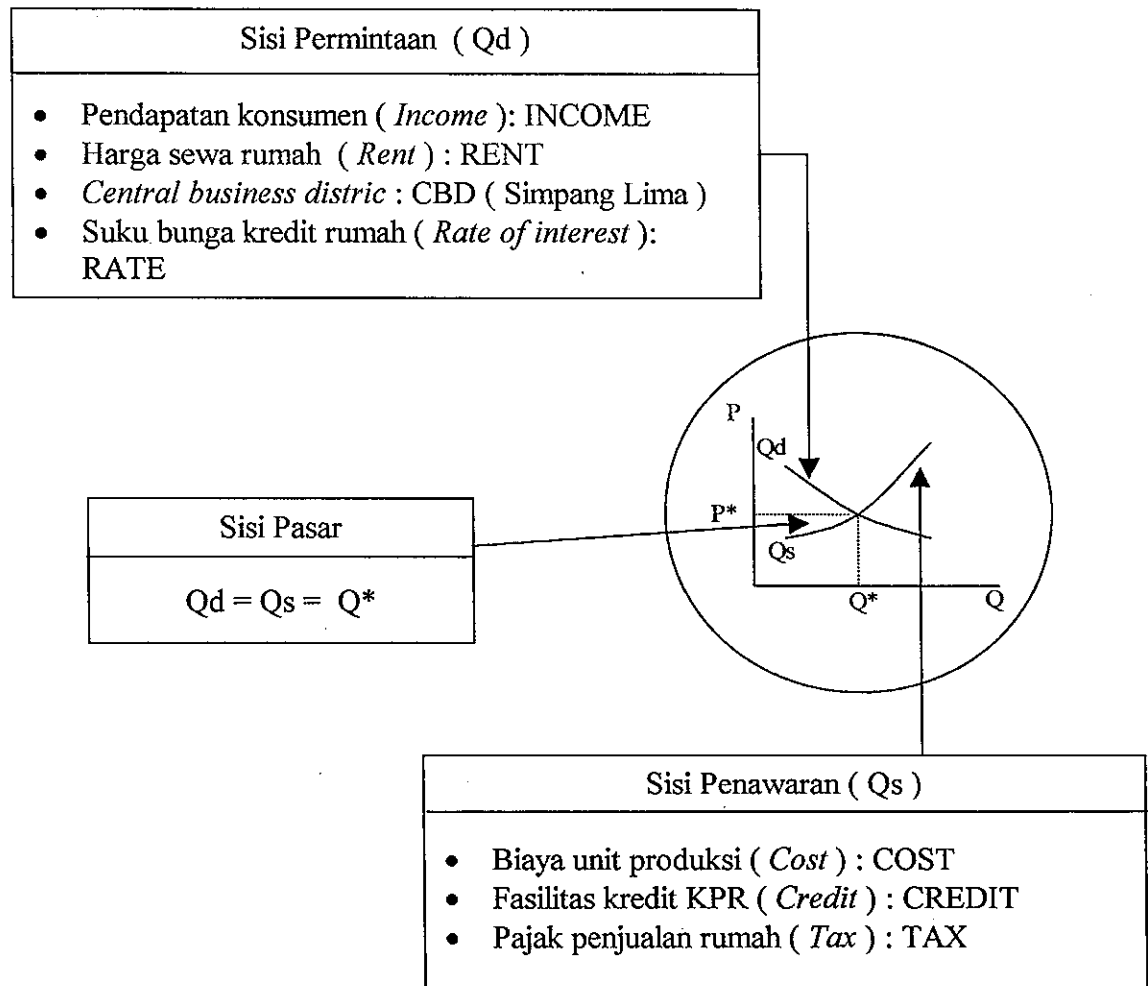 Sisi Permintaan ( Qd )
• Pendapatan konsumen ( Income ): INCOME
• Harga sewa rumah ( Rent ) : RENT
• Central business distric : CBD ( Simpang Lima )
• Suku bunga kredit rumah ( Rate of interest ):
RATE
P
Qd
P*
Qs
Q*
Q
Sisi Pasar
Qd = Qs = Q*
Sisi Penawaran ( Qs )
• Biaya unit produksi ( Cost ) : COST
• Fasilitas kredit KPR ( Credit ) : CREDIT
• Pajak penjualan rumah ( Tax ) : TAX